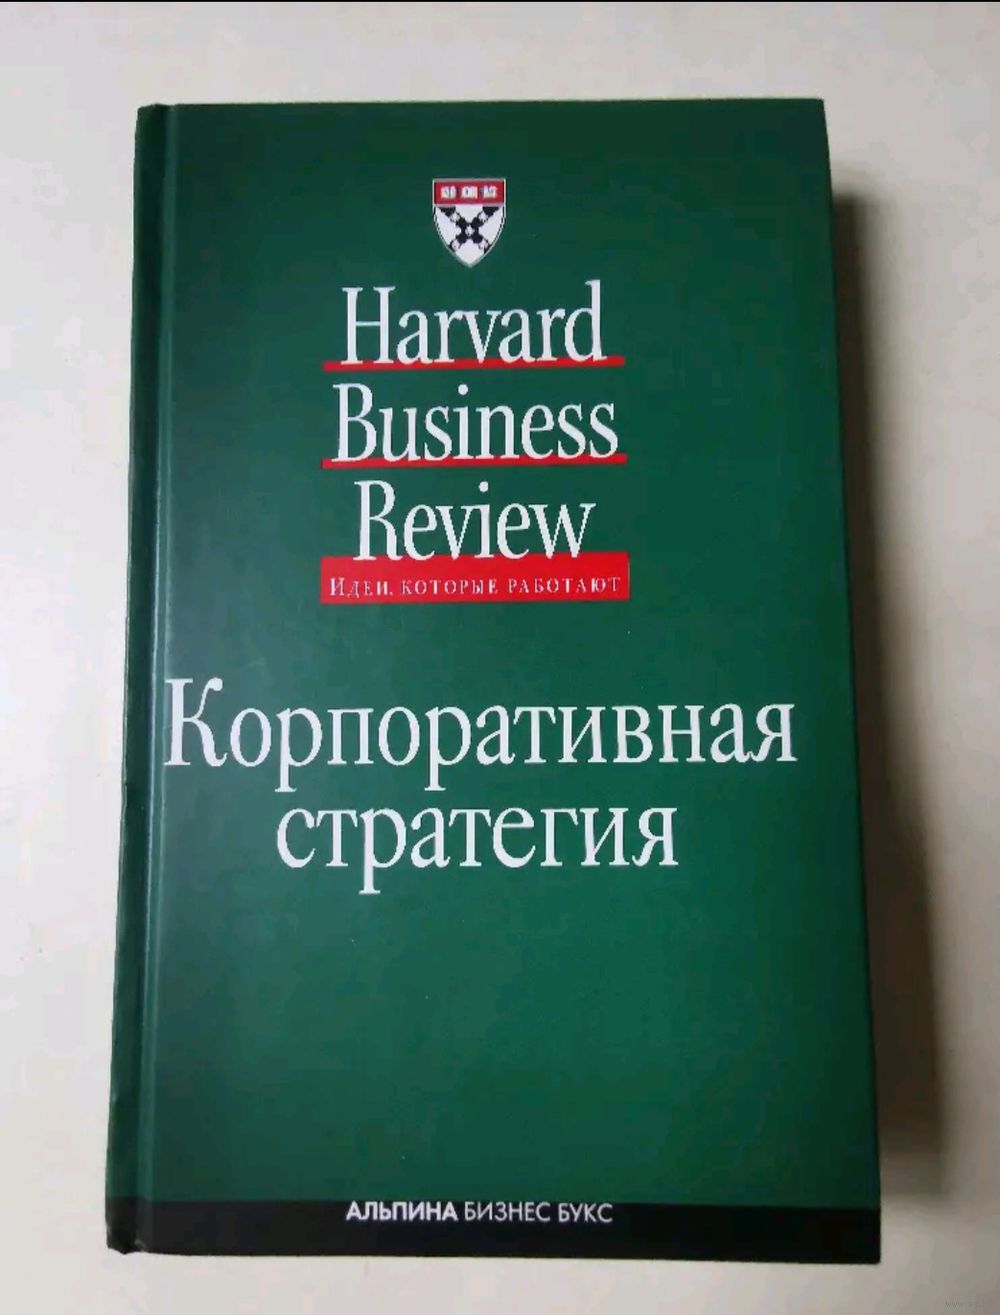 Harvard
Business
Review
Идеи, которые работают
Корпоративная
стратегия
АЛЬПИНА БИЗНЕС БУКС